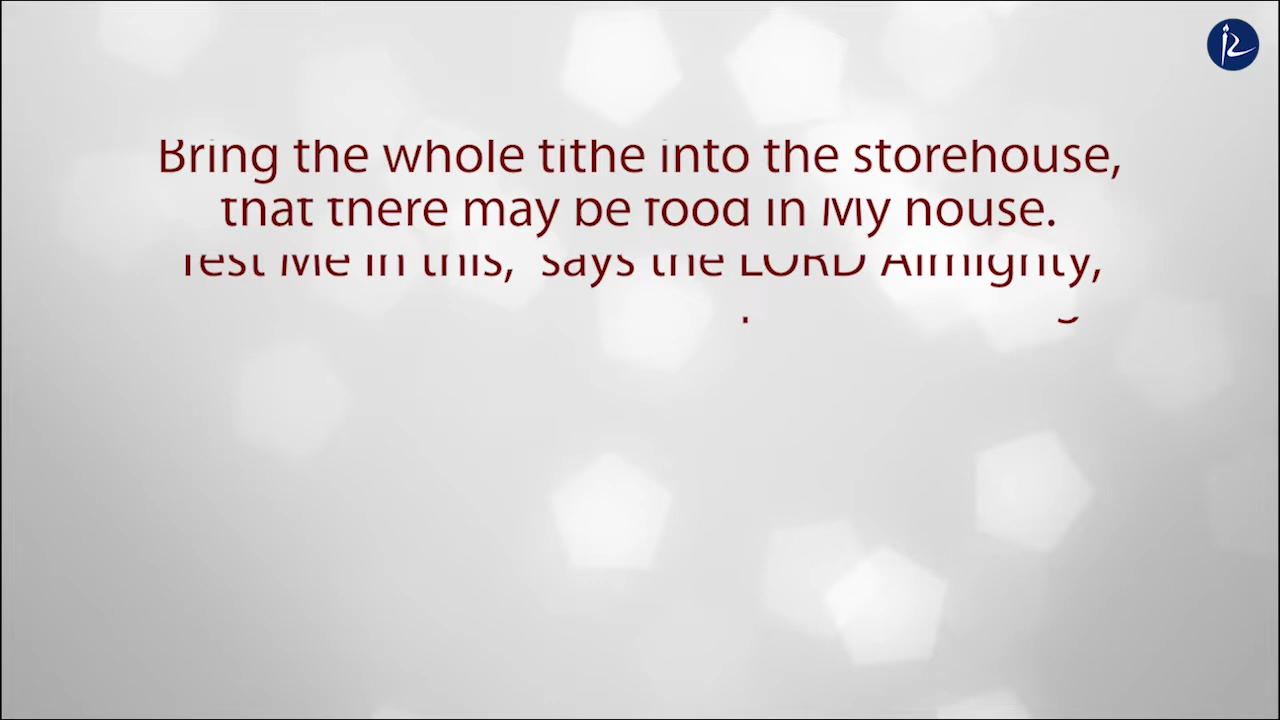 Bring the whole tithe into the storehouse,
that there may be food in My house.
Test Me in this,” says the LORD Almighty,